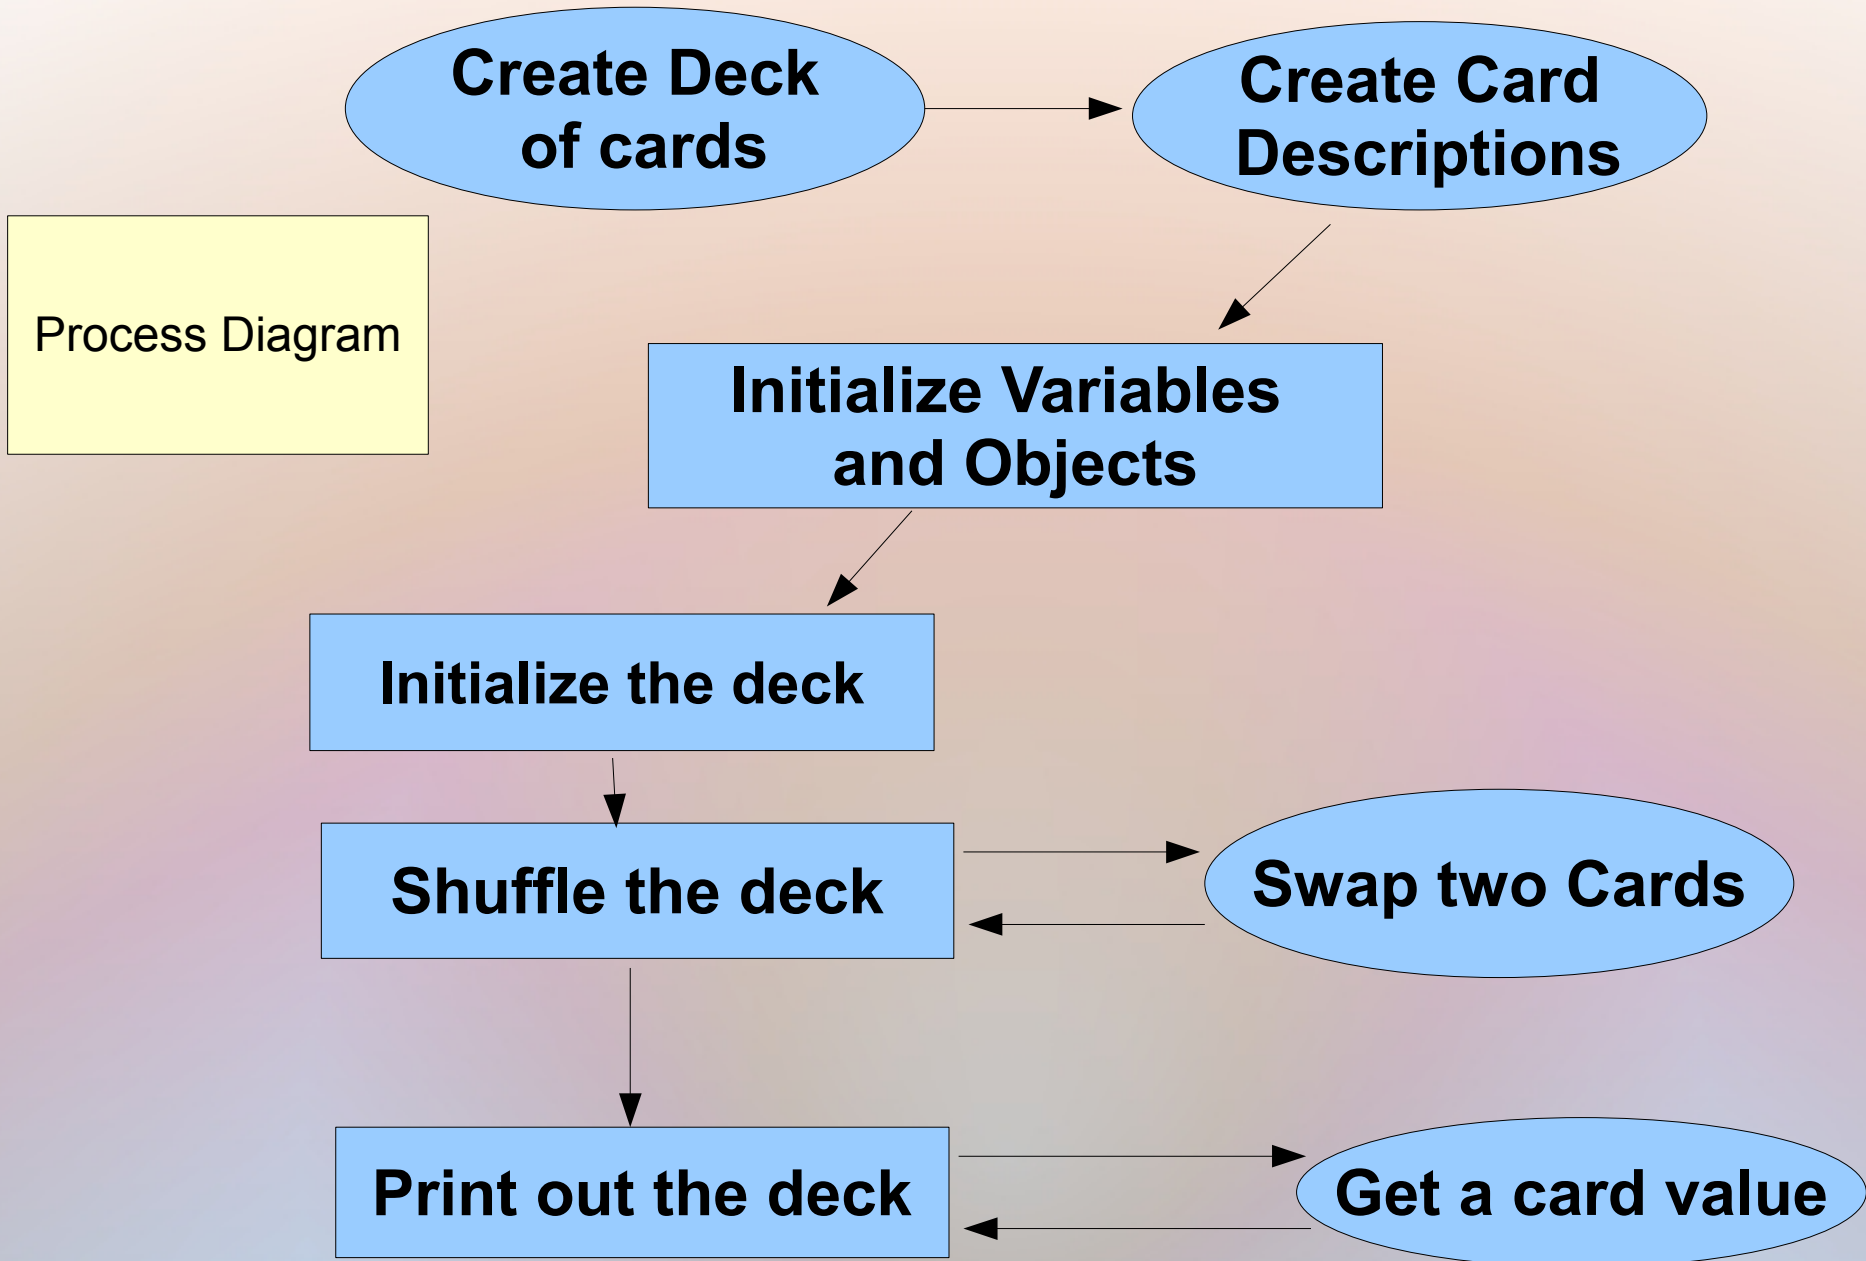 Create Deck
of cards
Create Card
Descriptions
Process Diagram
Initialize Variables
and Objects
Initialize the deck
Shuffle the deck
Swap two Cards
Print out the deck
Get a card value